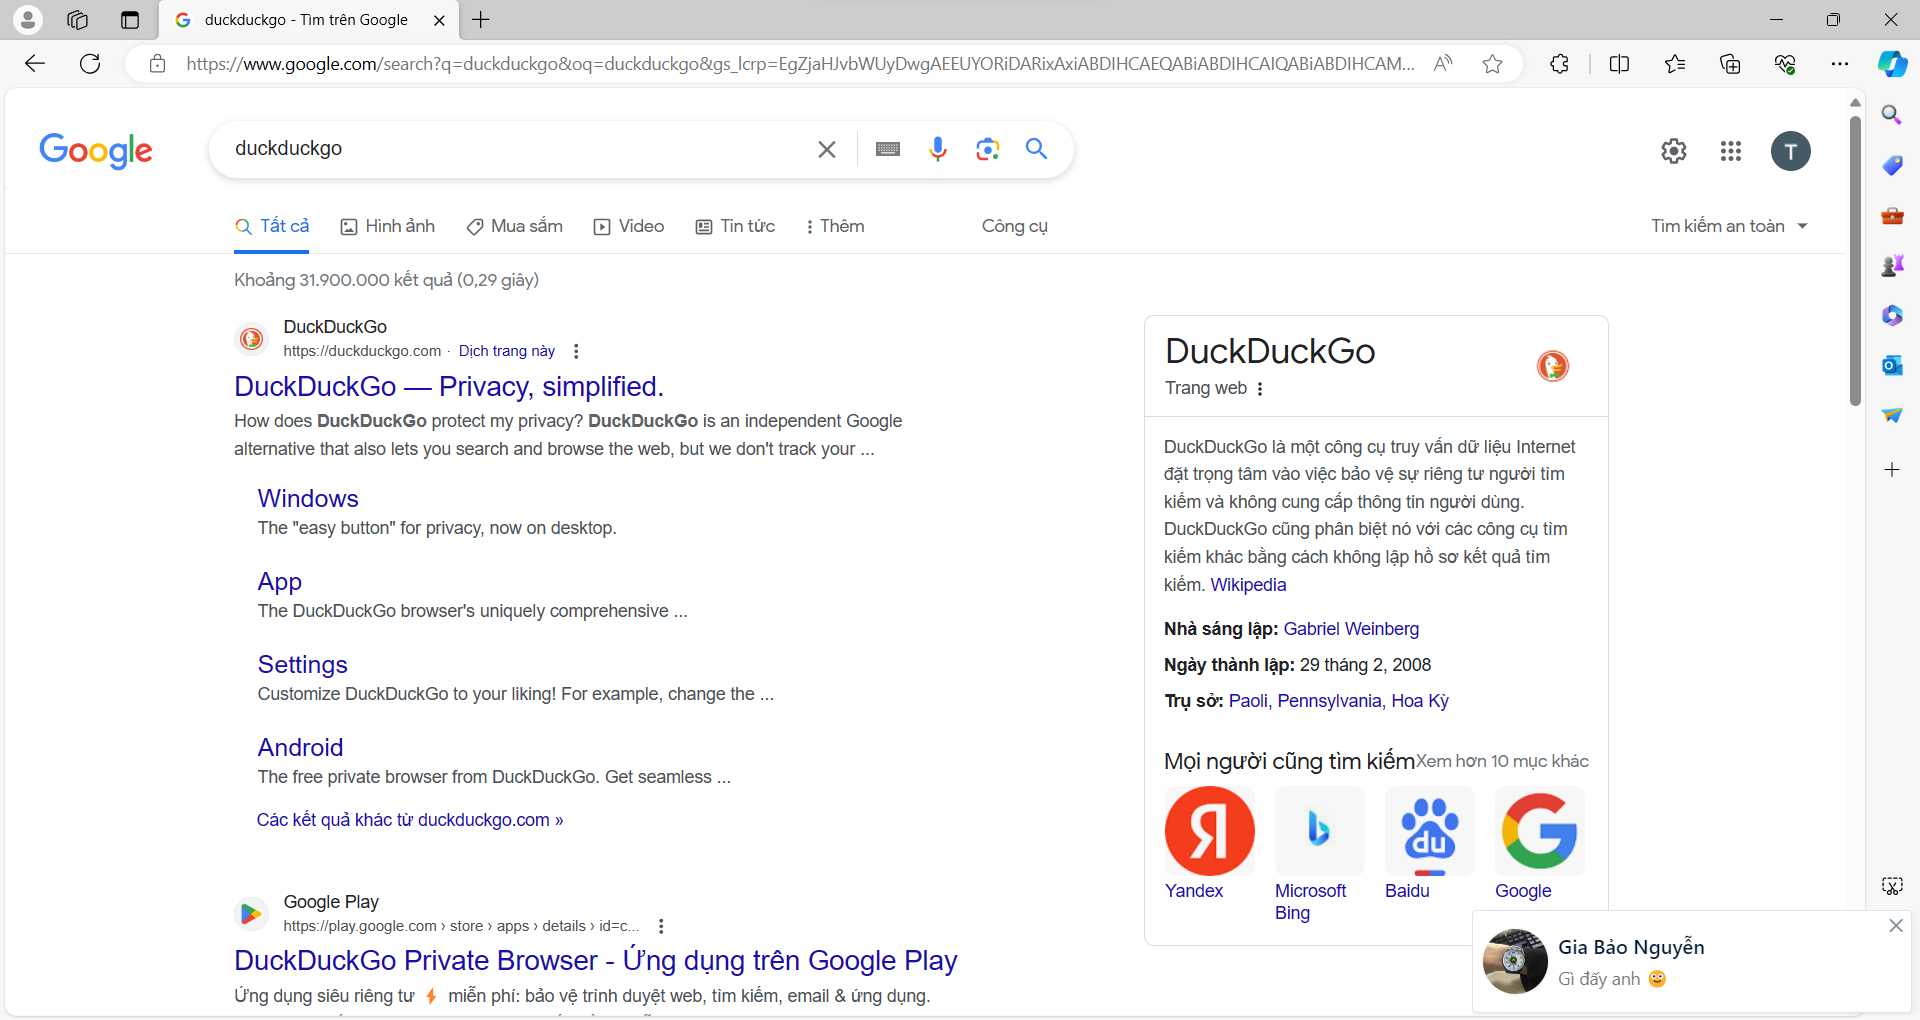 duckduckgo - Tìm trên Google
https://www.google.com/search?q=duckduckgo&oq=duckduckgo&gs_lcrp=EgZjaHJvbWUyDwgAEEUYORiDARixAxiABDIHCAEQABiABDIHCAIQABiABDIHCAM...
Google
duckduckgo
T
Tất cả
Hình ảnh
Mua sắm
Video
Tin tức
Thêm
Công cụ
Tìm kiếm an toàn
Khoảng 31.900.000 kết quả (0,29 giây)
DuckDuckGo
https://duckduckgo.com · Dịch trang này
DuckDuckGo — Privacy, simplified.
How does DuckDuckGo protect my privacy? DuckDuckGo is an independent Google
alternative that also lets you search and browse the web, but we don't track your ...
Windows
The "easy button" for privacy, now on desktop.
App
The DuckDuckGo browser's uniquely comprehensive ...
Settings
Customize DuckDuckGo to your liking! For example, change the ...
Android
The free private browser from DuckDuckGo. Get seamless ...
Các kết quả khác từ duckduckgo.com »
Google Play
https://play.google.com › store › apps › details › id=c...
DuckDuckGo Private Browser - Ứng dụng trên Google Play
Ứng dụng siêu riêng tư ⚡ miễn phí: bảo vệ trình duyệt web, tìm kiếm, email & ứng dụng.
DuckDuckGo
Trang web
DuckDuckGo là một công cụ truy vấn dữ liệu Internet
đặt trọng tâm vào việc bảo vệ sự riêng tư người tìm
kiếm và không cung cấp thông tin người dùng.
DuckDuckGo cũng phân biệt nó với các công cụ tìm
kiếm khác bằng cách không lập hồ sơ kết quả tìm
kiếm. Wikipedia
Nhà sáng lập: Gabriel Weinberg
Ngày thành lập: 29 tháng 2, 2008
Trụ sở: Paoli, Pennsylvania, Hoa Kỳ
Mọi người cũng tìm kiếm
Xem hơn 10 mục khác
Yandex
Microsoft
Bing
Baidu
Google
Gia Bảo Nguyễn
Gì đấy anh